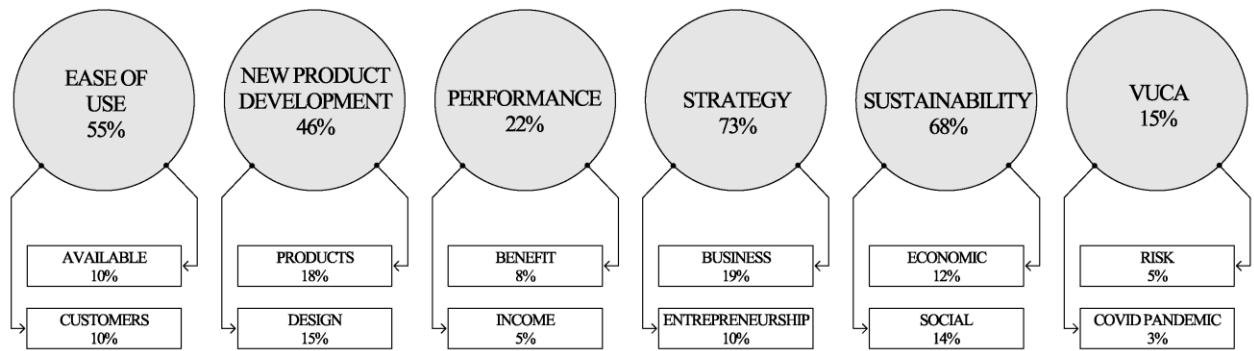 EASE OF
USE
55%
NEW PRODUCT
DEVELOPMENT
46%
PERFORMANCE
22%
STRATEGY
73%
SUSTAINABILITY
68%
VUCA
15%
AVAILABLE
10%
PRODUCTS
18%
BENEFIT
8%
BUSINESS
19%
ECONOMIC
12%
RISK
5%
CUSTOMERS
10%
DESIGN
15%
INCOME
5%
ENTREPRENEURSHIP
10%
SOCIAL
14%
COVID PANDEMIC
3%